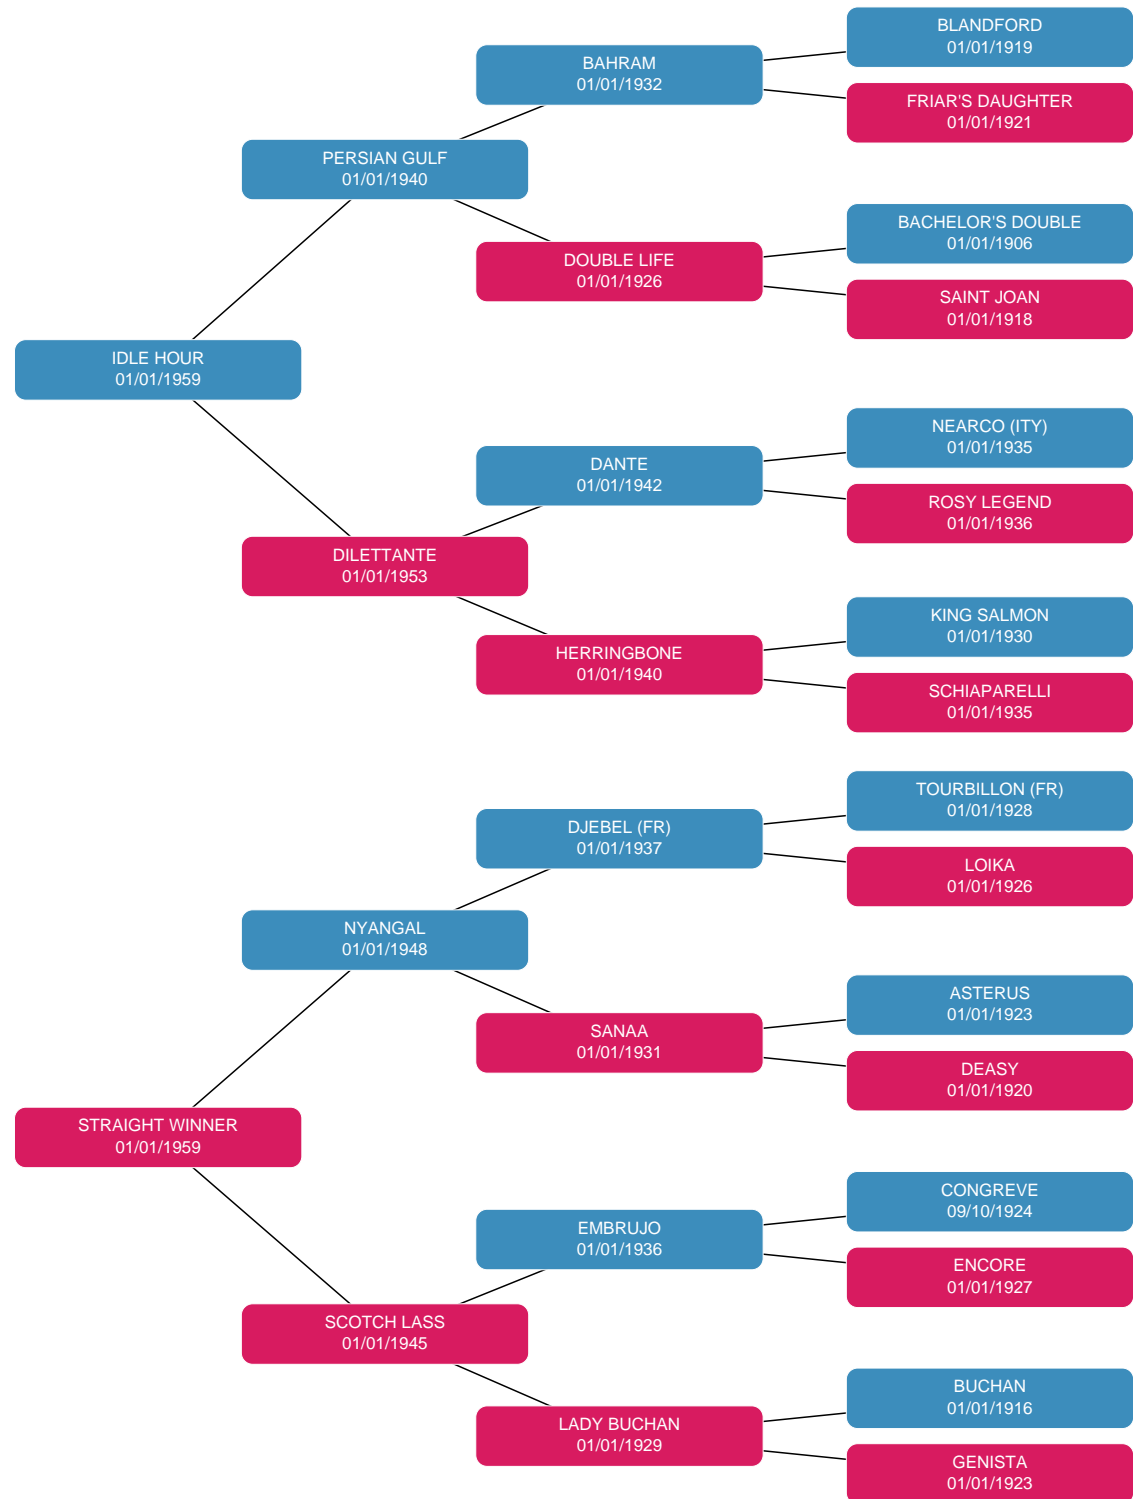 BLANDFORD
01/01/1919
BAHRAM
01/01/1932
FRIAR'S DAUGHTER
01/01/1921
PERSIAN GULF
01/01/1940
BACHELOR'S DOUBLE
01/01/1906
DOUBLE LIFE
01/01/1926
SAINT JOAN
01/01/1918
IDLE HOUR
01/01/1959
NEARCO (ITY)
01/01/1935
DANTE
01/01/1942
ROSY LEGEND
01/01/1936
DILETTANTE
01/01/1953
KING SALMON
01/01/1930
HERRINGBONE
01/01/1940
SCHIAPARELLI
01/01/1935
TOURBILLON (FR)
01/01/1928
DJEBEL (FR)
01/01/1937
LOIKA
01/01/1926
NYANGAL
01/01/1948
ASTERUS
01/01/1923
SANAA
01/01/1931
DEASY
01/01/1920
STRAIGHT WINNER
01/01/1959
CONGREVE
09/10/1924
EMBRUJO
01/01/1936
ENCORE
01/01/1927
SCOTCH LASS
01/01/1945
BUCHAN
01/01/1916
LADY BUCHAN
01/01/1929
GENISTA
01/01/1923